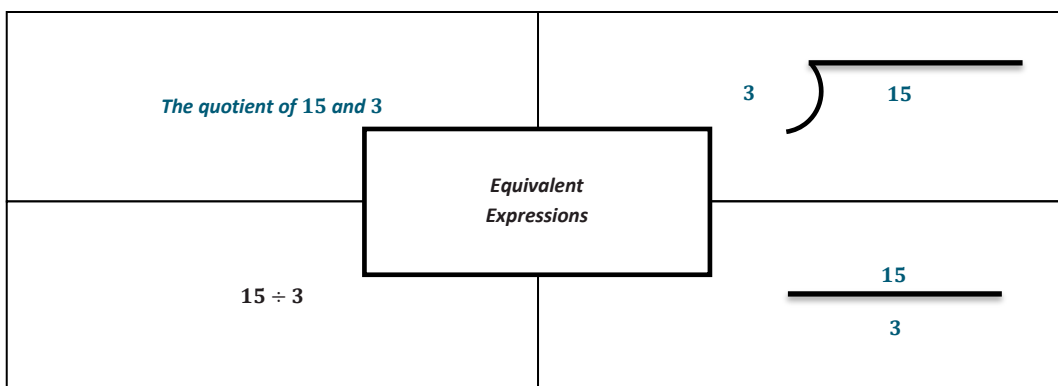 The quotient of 15 and 3
3 15
Equivalent
Expressions
15 ÷ 3
15
3